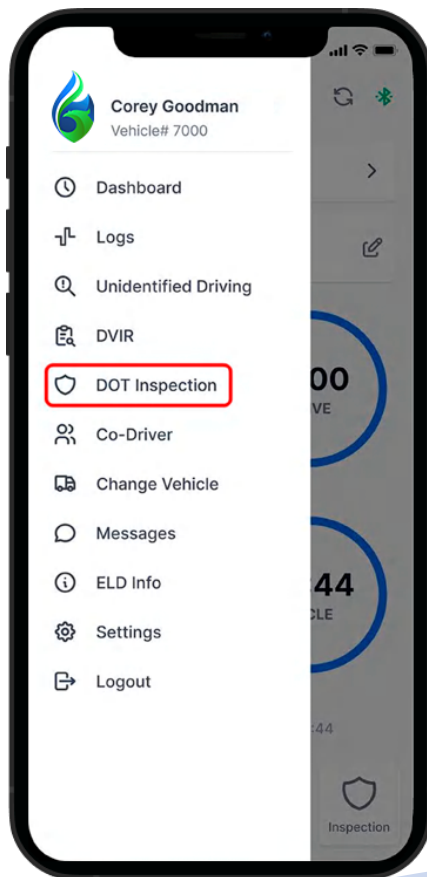 Corey Goodman
Vehicle# 7000
Dashboard
Logs
Unidentified Driving
DVIR
DOT Inspection
Co-Driver
Change Vehicle
Messages
ELD Info
Settings
Logout
00
VE
:44
CLE
:44
Inspection